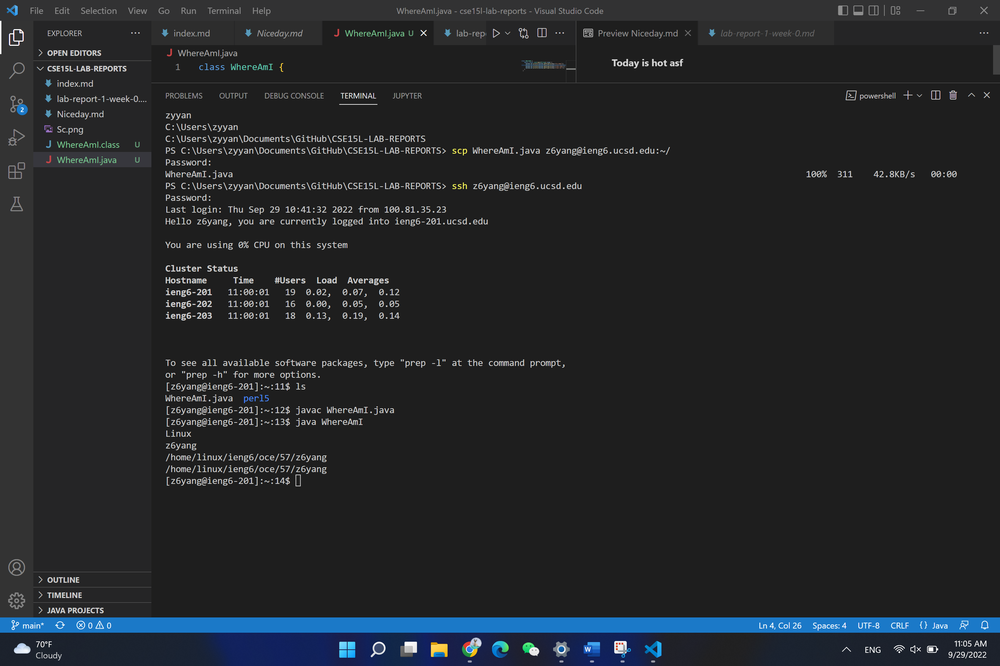 File Edit Selection View Go Run Terminal Help
WhereAmI.java - cse15l-lab-reports - Visual Studio Code
EXPLORER
OPEN EDITORS
CSE15L-LAB-REPORTS
index.md
lab-report-1-week-0....
Niceday.md
Sc.png
WhereAmI.class U
WhereAmI.java U
2
OUTLINE
TIMELINE
JAVA PROJECTS
index.md
Niceday.md
WhereAmI.java U
lab-repo
Preview Niceday.md
lab-report-1-week-0.md
WhereAmI.java
1 class WhereAmI {
Today is hot asf
PROBLEMS OUTPUT DEBUG CONSOLE TERMINAL JUPYTER
powershell
zyyan
C:\Users\zyyan
C:\Users\zyyan\Documents\GitHub\CSE15L-LAB-REPORTS
PS C:\Users\zyyan\Documents\GitHub\CSE15L-LAB-REPORTS> scp WhereAmI.java z6yang@ieng6.ucsd.edu:~/
Password:
WhereAmI.java 100% 311 42.8KB/s 00:00
PS C:\Users\zyyan\Documents\GitHub\CSE15L-LAB-REPORTS> ssh z6yang@ieng6.ucsd.edu
Password:
Last login: Thu Sep 29 10:41:32 2022 from 100.81.35.23
Hello z6yang, you are currently logged into ieng6-201.ucsd.edu
You are using 0% CPU on this system
Cluster Status
Hostname Time #Users Load Averages
ieng6-201 11:00:01 19 0.02, 0.07, 0.12
ieng6-202 11:00:01 16 0.00, 0.05, 0.05
ieng6-203 11:00:01 18 0.13, 0.19, 0.14
To see all available software packages, type "prep -l" at the command prompt,
or "prep -h" for more options.
[z6yang@ieng6-201]:~:11$ ls
WhereAmI.java perl5
[z6yang@ieng6-201]:~:12$ javac WhereAmI.java
[z6yang@ieng6-201]:~:13$ java WhereAmI
Linux
z6yang
/home/linux/ieng6/oce/57/z6yang
/home/linux/ieng6/oce/57/z6yang
[z6yang@ieng6-201]:~:14$
main* 0 0
Ln 4, Col 26 Spaces: 4 UTF-8 CRLF {} Java
70°F
Cloudy
W
ENG
11:05 AM
9/29/2022